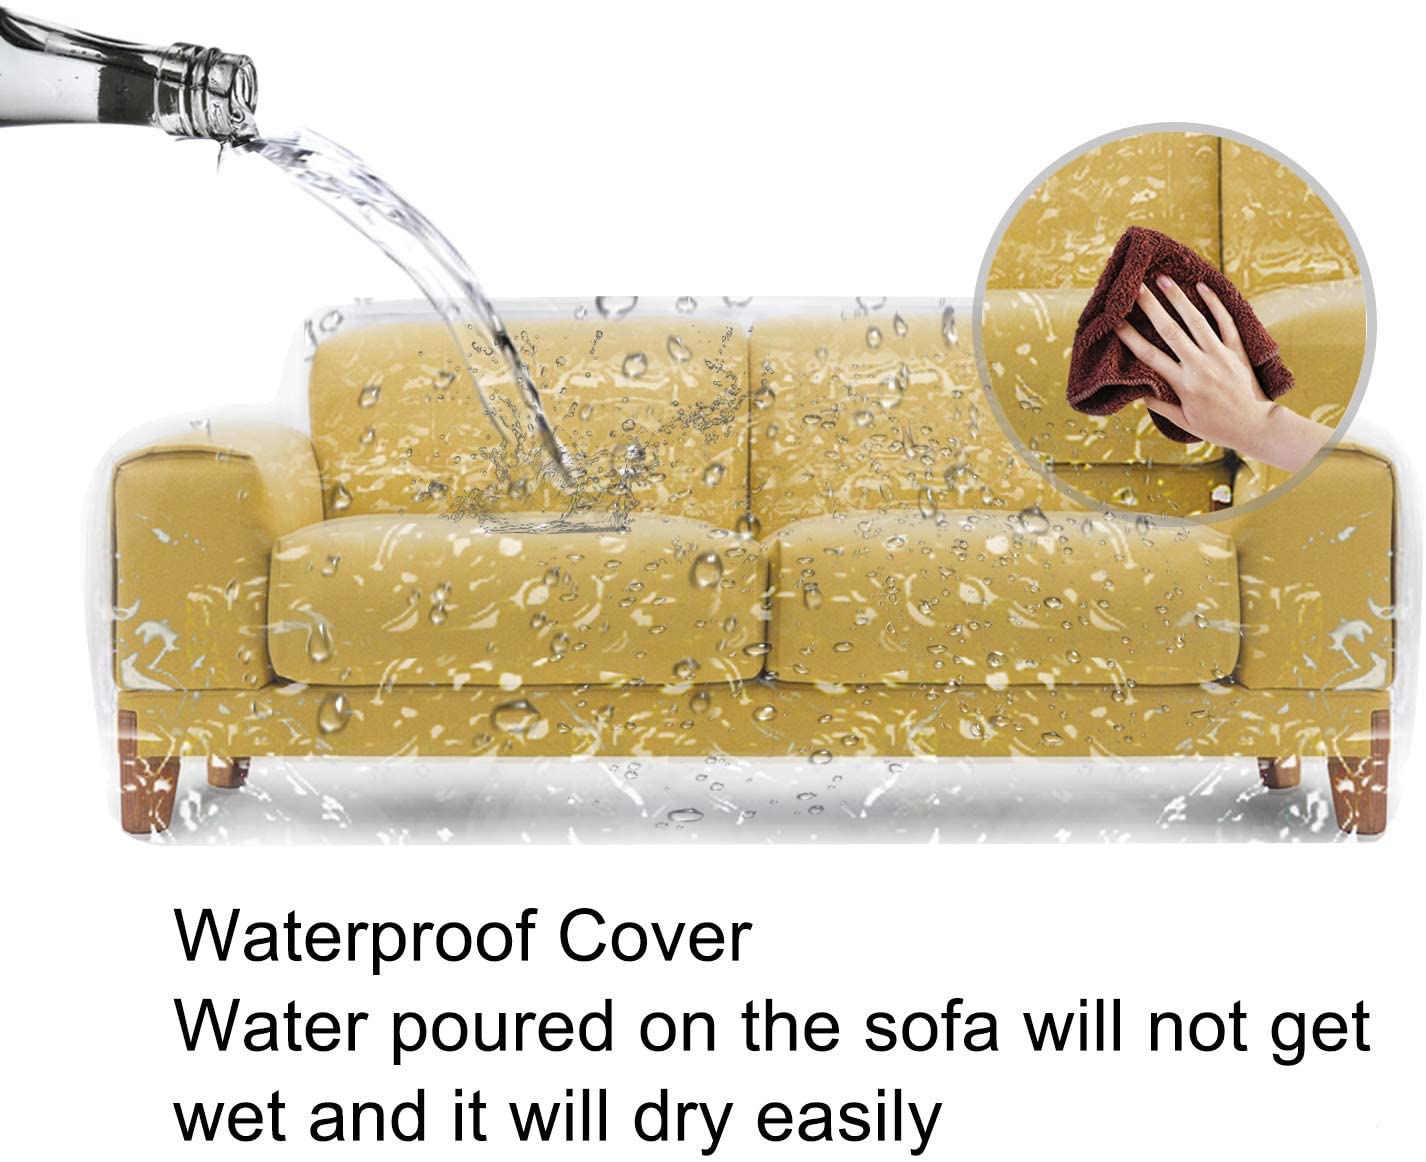 Waterproof Cover
Water poured on the sofa will not get
wet and it will dry easily